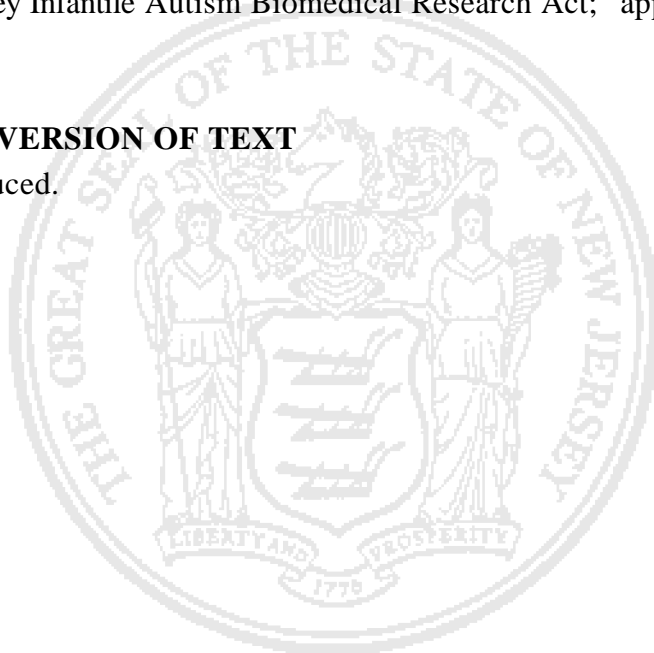 ey Infantile Autism Biomedical Research Act;" app
VERSION OF TEXT
uced.
THE GREAT SEAL OF THE STATE OF NEW JERSEY
LIBERTY AND PROSPERITY
1776